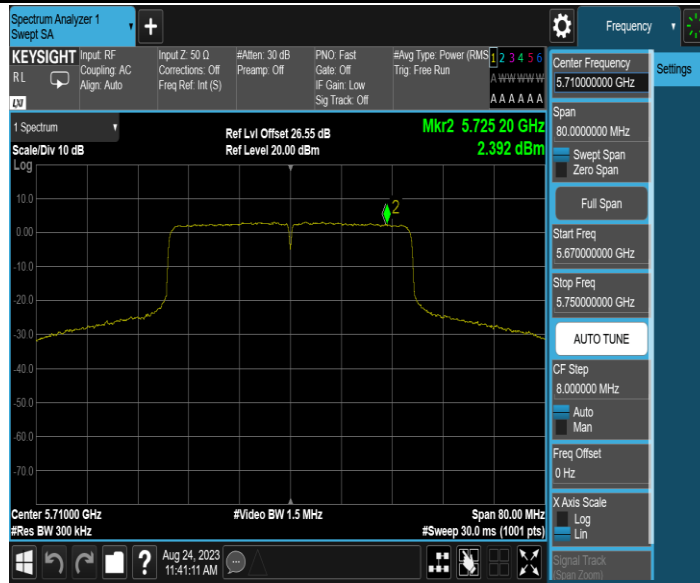 Spectrum Analyzer 1
Swept SA
+
Frequency
KEYSIGHT
RL
LXI
Input: RF
Coupling: AC
Align: Auto
Input Z: 50 Ω
Corrections: Off
Freq Ref: Int (S)
#Atten: 30 dB
Preamp: Off
PNO: Fast
Gate: Off
IF Gain: Low
Sig Track: Off
#Avg Type: Power (RMS
Trig: Free Run
1 2 3 4 5 6
A W W W W W
A A A A A A
Center Frequency
5.710000000 GHz
Settings
Span
80.0000000 MHz
Swept Span
Zero Span
Full Span
Start Freq
5.670000000 GHz
Stop Freq
5.750000000 GHz
AUTO TUNE
CF Step
8.000000 MHz
Auto
Man
Freq Offset
0 Hz
X Axis Scale
Log
Lin
Signal Track
(Span Zoom)
1 Spectrum
Scale/Div 10 dB
Log
Ref Lvl Offset 26.55 dB
Ref Level 20.00 dBm
Mkr2 5.725 20 GHz
2.392 dBm
10.0
0.00
-10.0
-20.0
-30.0
-40.0
-50.0
-60.0
-70.0
2
Center 5.71000 GHz
#Res BW 300 kHz
#Video BW 1.5 MHz
Span 80.00 MHz
#Sweep 30.0 ms (1001 pts)
?
Aug 24, 2023
11:41:11 AM